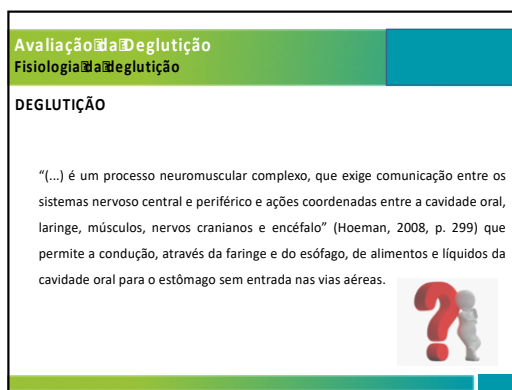 Avaliação da Deglutição
Fisiologia da deglutição
DEGLUTIÇÃO
“(...) é um processo neuromuscular complexo, que exige comunicação entre os
sistemas nervoso central e periférico e ações coordenadas entre a cavidade oral,
laringe, músculos, nervos cranianos e encéfalo” (Hoeman, 2008, p. 299) que
permite a condução, através da faringe e do esófago, de alimentos e líquidos da
cavidade oral para o estômago sem entrada nas vias aéreas.